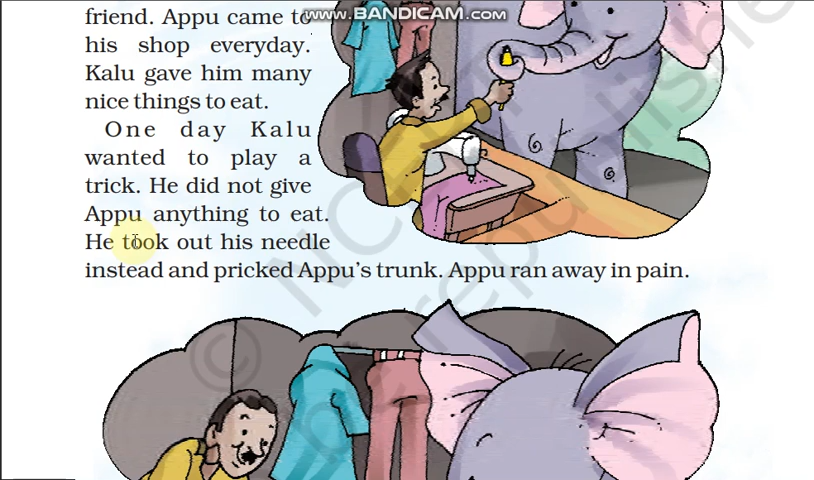 www.BANDICAM.com
friend. Appu came to
his shop everyday.
Kalu gave him many
nice things to eat.
One day Kalu
wanted to play a
trick. He did not give
Appu anything to eat.
He took out his needle
instead and pricked Appu's trunk. Appu ran away in pain.